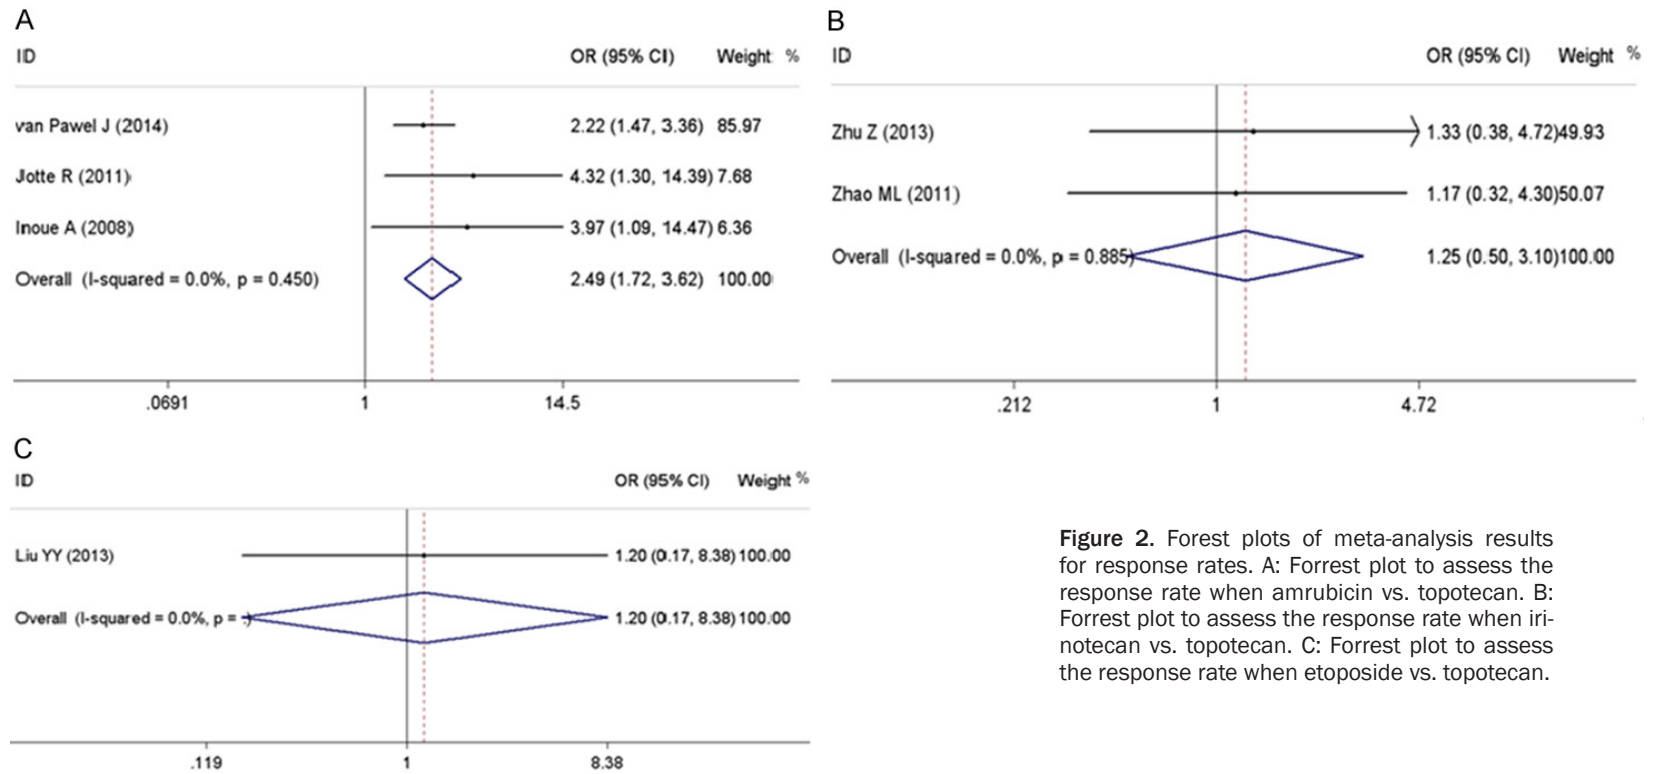 A
ID OR (95% CI) Weight %
van Pawel J (2014) 2.22 (1.47, 3.36) 85.97
Jotte R (2011) 4.32 (1.30, 14.39) 7.68
Inoue A (2008) 3.97 (1.09, 14.47) 6.36
Overall (I-squared = 0.0%, p = 0.450) 2.49 (1.72, 3.62) 100.00
.0691 1 14.5
B
ID OR (95% CI) Weight %
Zhu Z (2013) 1.33 (0.38, 4.72)49.93
Zhao ML (2011) 1.17 (0.32, 4.30)50.07
Overall (I-squared = 0.0%, p = 0.885) 1.25 (0.50, 3.10)100.00
.212 1 4.72
C
ID OR (95% CI) Weight %
Liu YY (2013) 1.20 (0.17, 8.38) 100.00
Overall (I-squared = 0.0%, p = .) 1.20 (0.17, 8.38) 100.00
.119 1 8.38
Figure 2. Forest plots of meta-analysis results
for response rates. A: Forrest plot to assess the
response rate when amrubicin vs. topotecan. B:
Forrest plot to assess the response rate when iri-
notecan vs. topotecan. C: Forrest plot to assess
the response rate when etoposide vs. topotecan.